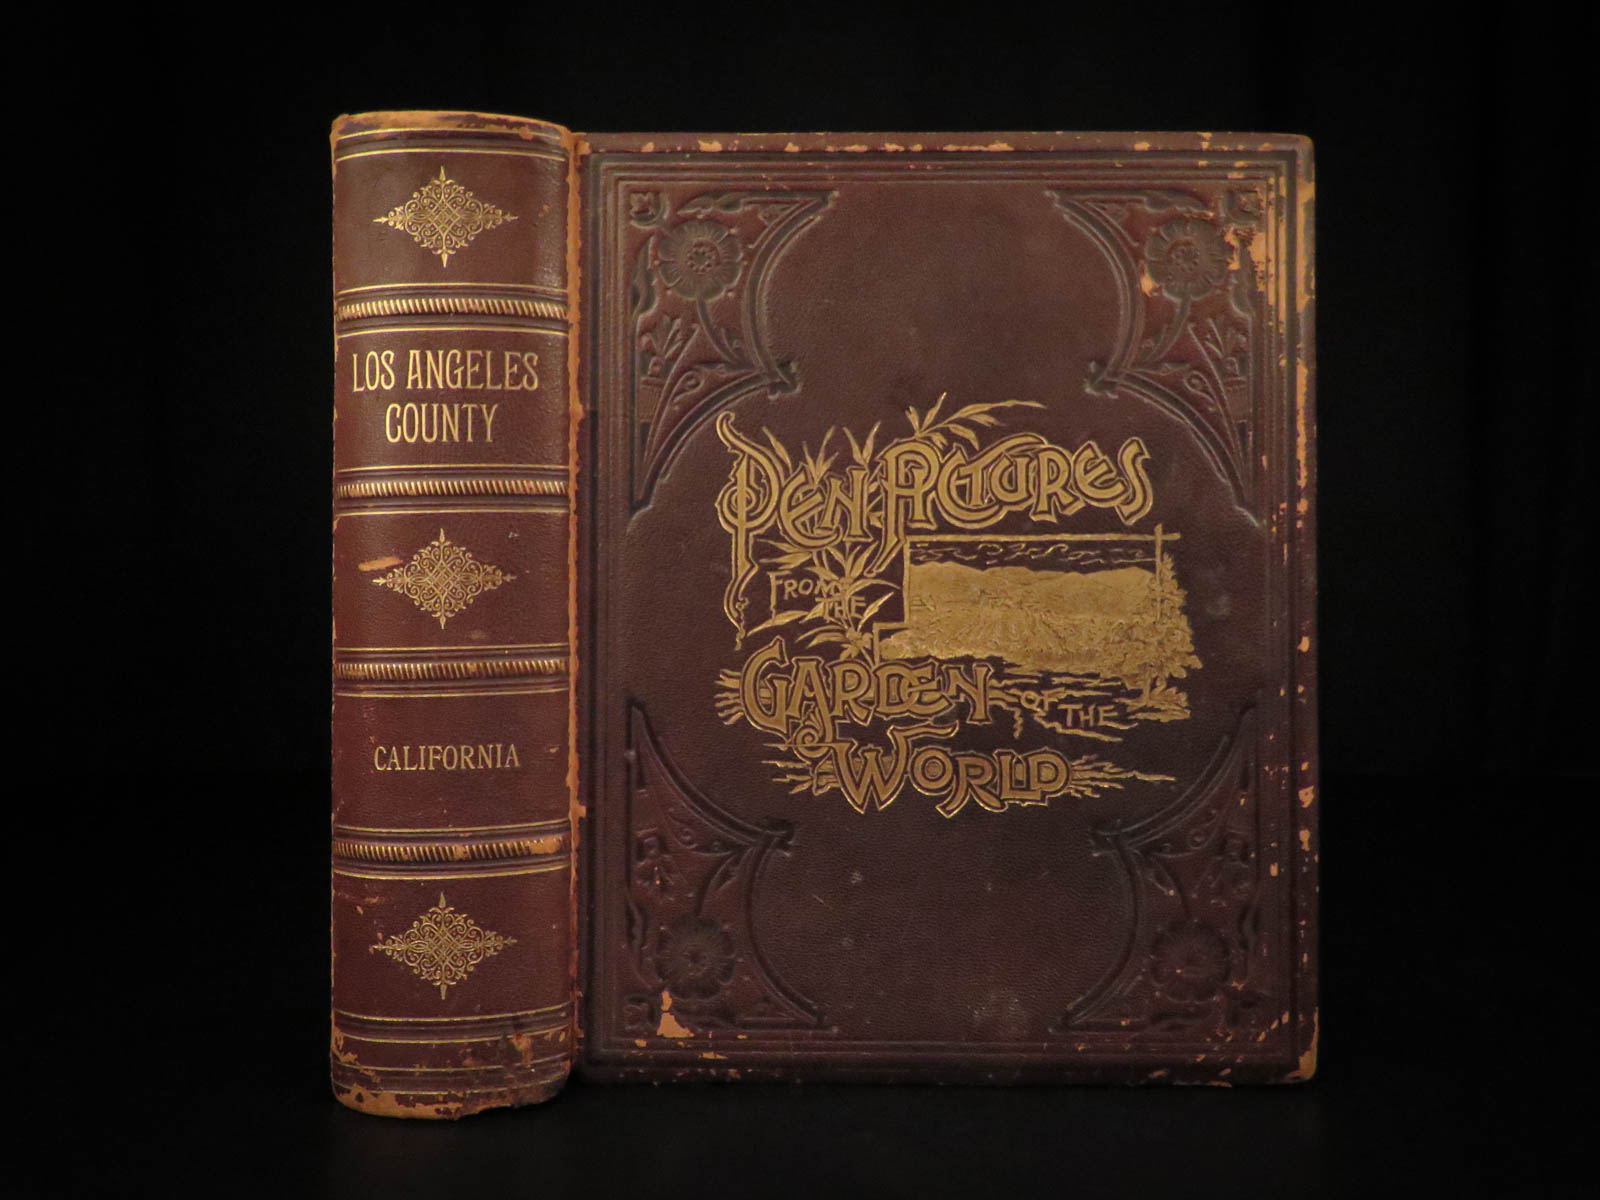 LOS ANGELES
COUNTY
CALIFORNIA
PEN PICTURES
FROM THE
GARDEN OF THE
WORLD